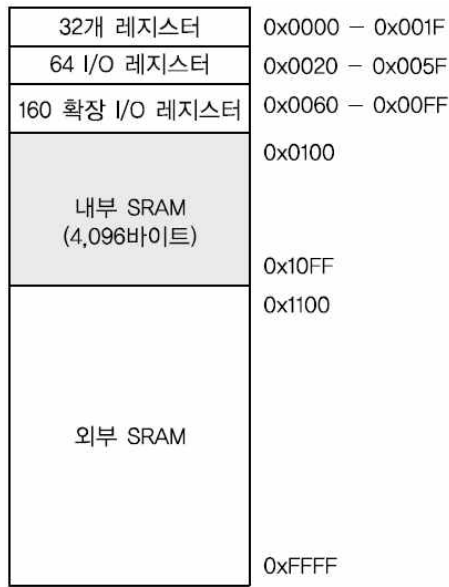 32개 레지스터 0x0000 - 0x001F
64 I/O 레지스터 0x0020 - 0x005F
160 확장 I/O 레지스터 0x0060 - 0x00FF
0x0100
내부 SRAM
(4,096바이트)
0x10FF
0x1100
외부 SRAM
0xFFFF